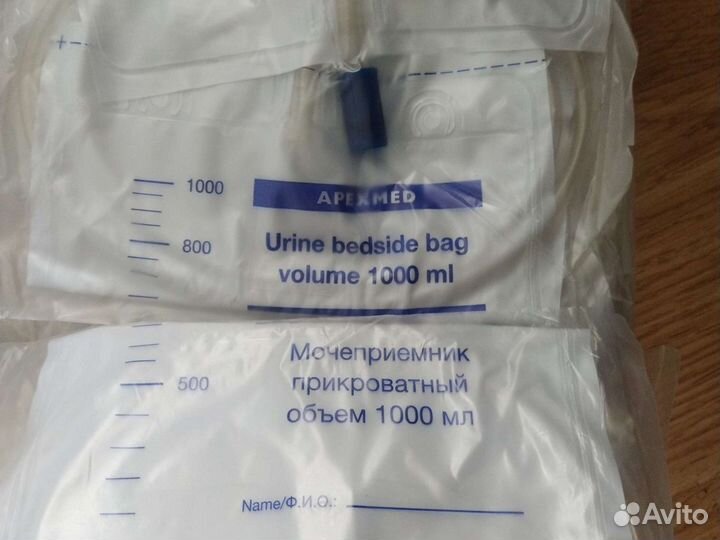 1000
APEXMED
Urine bedside bag
volume 1000 ml
800
Мочеприемник
прикроватный
объем 1000 мл
500
Name/Ф.И.О.:
Avito